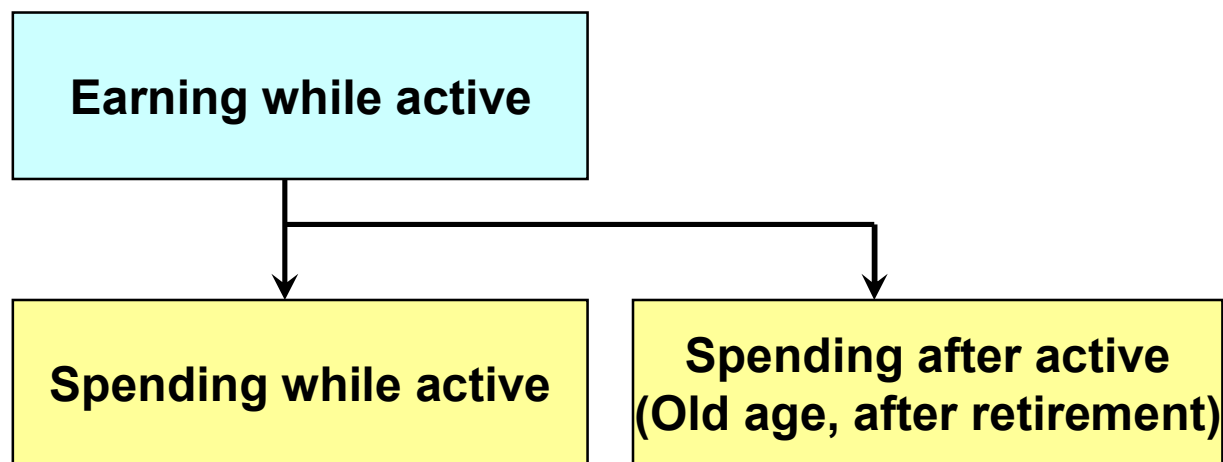 Earning while active
Spending while active
Spending after active
(Old age, after retirement)